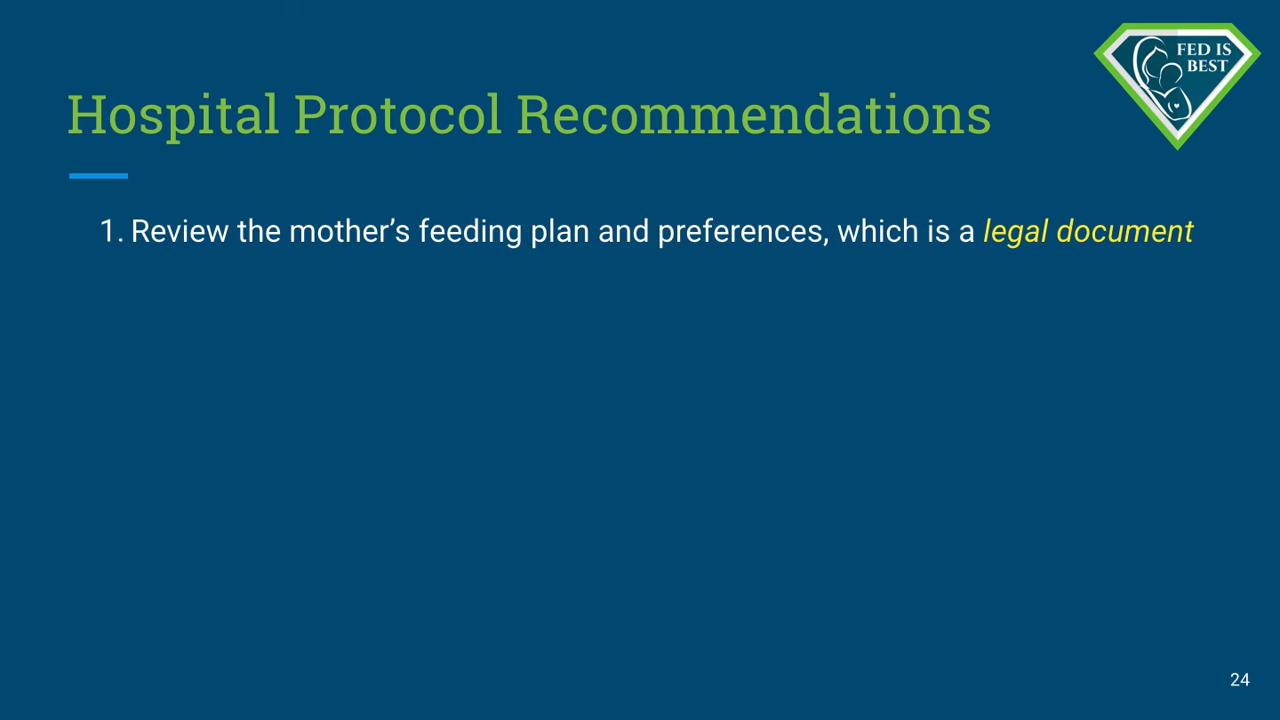 FED IS
BEST
Hospital Protocol Recommendations
1. Review the mother’s feeding plan and preferences, which is a legal document
24